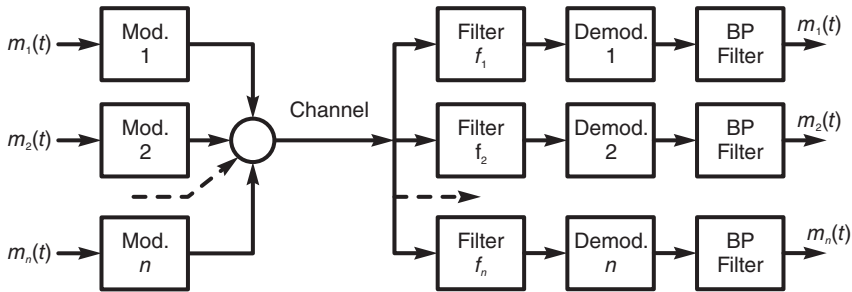 m₁(t)
Mod.
1
Filter
f₁
Demod.
1
BP
Filter
m₁(t)
Channel
m₂(t)
Mod.
2
Filter
f₂
Demod.
2
BP
Filter
m₂(t)
mₙ(t)
Mod.
n
Filter
fₙ
Demod.
n
BP
Filter
mₙ(t)